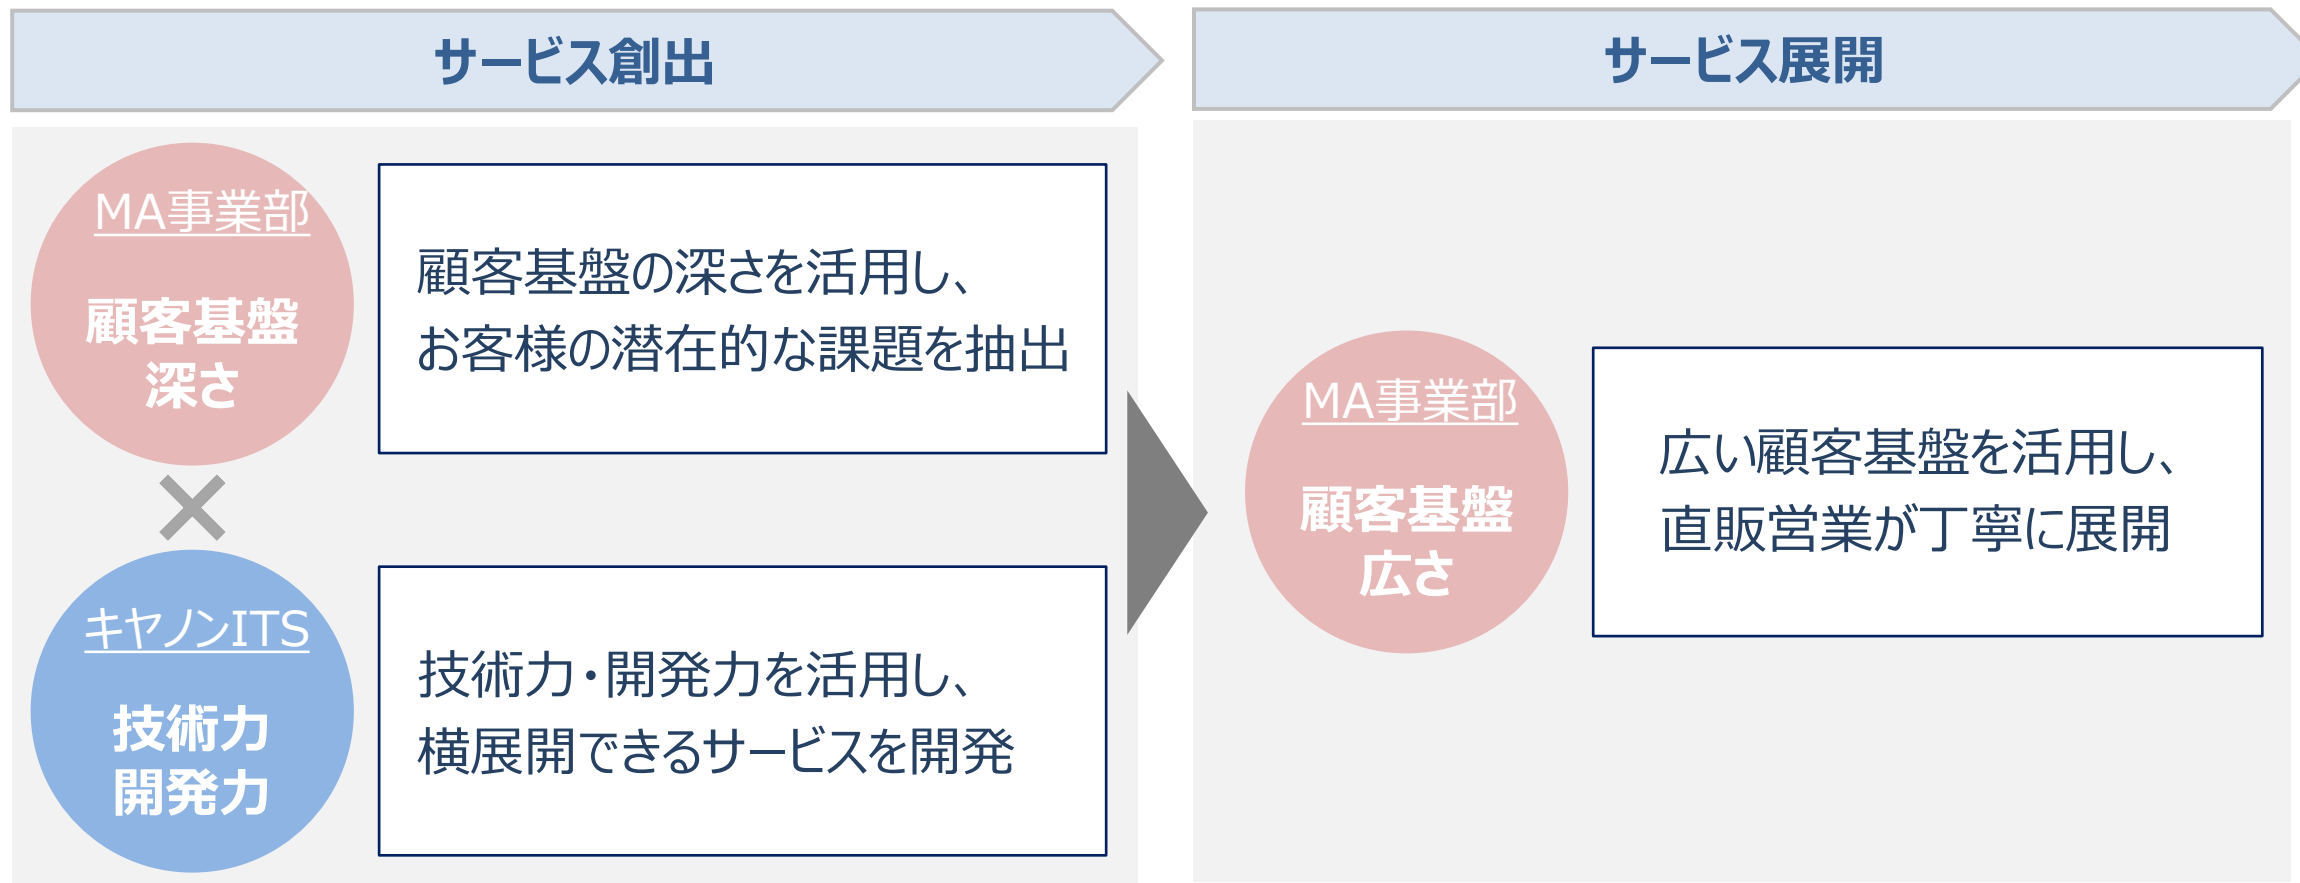 サービス創出
MA事業部
顧客基盤
深さ
顧客基盤の深さを活用し、
お客様の潜在的な課題を抽出
×
キヤノンITS
技術力
開発力
技術力・開発力を活用し、
横展開できるサービスを開発
サービス展開
MA事業部
顧客基盤
広さ
広い顧客基盤を活用し、
直販営業が丁寧に展開